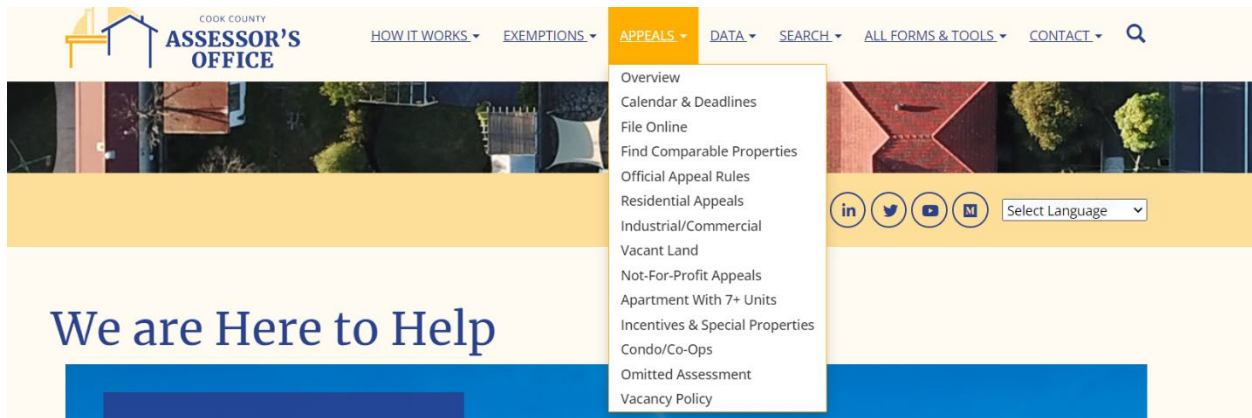 COOK COUNTY
ASSESSOR'S
OFFICE
HOW IT WORKS EXEMPTIONS APPEALS DATA SEARCH ALL FORMS & TOOLS CONTACT
Overview
Calendar & Deadlines
File Online
Find Comparable Properties
Official Appeal Rules
Residential Appeals
Industrial/Commercial
Vacant Land
Not-For-Profit Appeals
Apartment With 7+ Units
Incentives & Special Properties
Condo/Co-Ops
Omitted Assessment
Vacancy Policy
in
M
Select Language
We are Here to Help